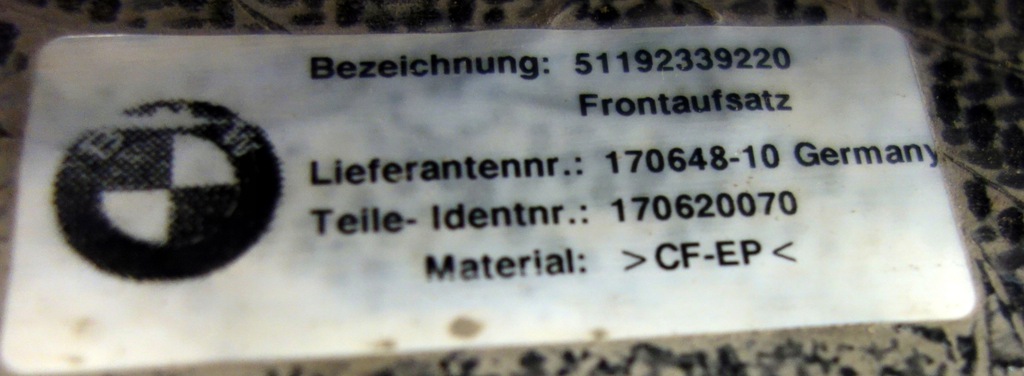 Bezeichnung: 51192339220
Frontaufsatz
Lieferantennr.: 170648-10 Germany
Teile- Identnr.: 170620070
Material: >CF-EP<